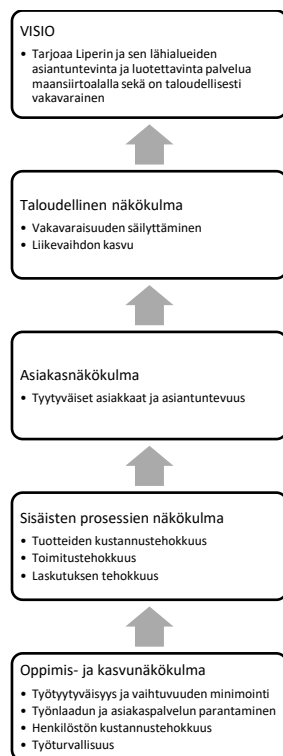 VISIO
• Tarjoaa Liperin ja sen lähialueiden
asiantuntevinta ja luotettavinta palvelua
maansiirtoalalla sekä on taloudellisesti
vakavarainen
Taloudellinen näkökulma
• Vakavaraisuuden säilyttäminen
• Liikevaihdon kasvu
Asiakasnäkökulma
• Tyytyväiset asiakkaat ja asiantuntevuus
Sisäisten prosessien näkökulma
• Tuotteiden kustannustehokkuus
• Toimitustehokkuus
• Laskutuksen tehokkuus
Oppimis- ja kasvunäkökulma
• Työtyytyväisyys ja vaihtuvuuden minimointi
• Työnlaadun ja asiakaspalvelun parantaminen
• Henkilöstön kustannustehokkuus
• Työturvallisuus